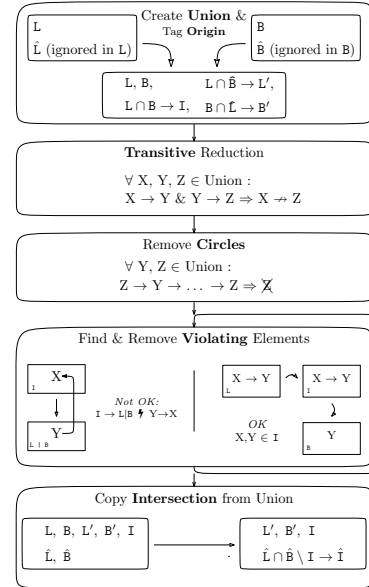 Create Union &
Tag Origin
L
L̂ (ignored in L)
B
B̂ (ignored in B)
L, B, L ∩ B̂ → L′,
L ∩ B → I, B ∩ L̂ → B′
Transitive Reduction
∀ X, Y, Z ∈ Union :
X → Y & Y → Z ⇒ X ↛ Z
Remove Circles
∀ Y, Z ∈ Union :
Z → Y → … → Z ⇒ Z̸
Find & Remove Violating Elements
X
I
Y
L | B
Not OK:
I → L|B ↯ Y→X
X → Y
L
X → Y
I
OK
X,Y ∈ I
Y
B
Copy Intersection from Union
L, B, L′, B′, I
L̂, B̂
L′, B′, I
L̂ ∩ B̂ \ I → Î